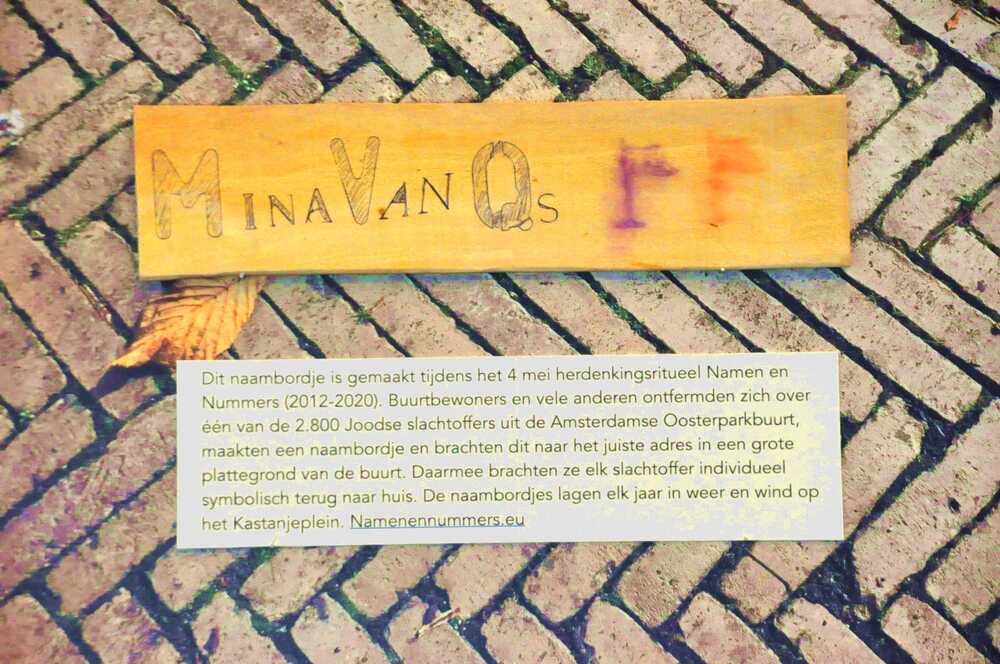 MINA VAN QS
Dit naambordje is gemaakt tijdens het 4 mei herdenkingsritueel Namen en
Nummers (2012-2020). Buurtbewoners en vele anderen ontfermden zich over
één van de 2.800 Joodse slachtoffers uit de Amsterdamse Oosterparkbuurt,
maakten een naambordje en brachten dit naar het juiste adres in een grote
plattegrond van de buurt. Daarmee brachten ze elk slachtoffer individueel
symbolisch terug naar huis. De naambordjes lagen elk jaar in weer en wind op
het Kastanjeplein. Namenennummers.eu